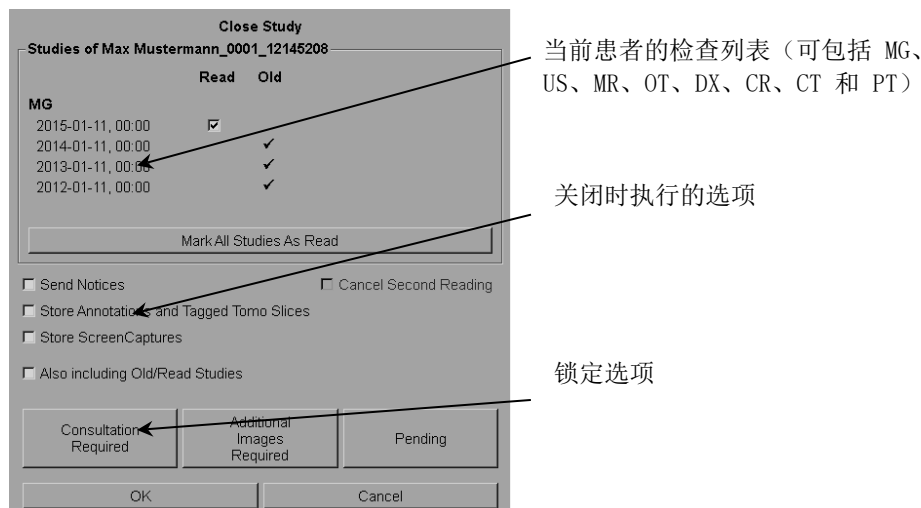 Close Study
Studies of Max Mustermann_0001_12145208
Read Old
MG
2015-01-11, 00:00
2014-01-11, 00:00
2013-01-11, 00:00
2012-01-11, 00:00
Mark All Studies As Read
Send Notices
Cancel Second Reading
Store Annotations and Tagged Tomo Slices
Store ScreenCaptures
Also including Old/Read Studies
Consultation
Required
Additional
Images
Required
Pending
OK
Cancel
当前患者的检查列表（可包括 MG、
US、MR、OT、DX、CR、CT 和 PT）
关闭时执行的选项
锁定选项